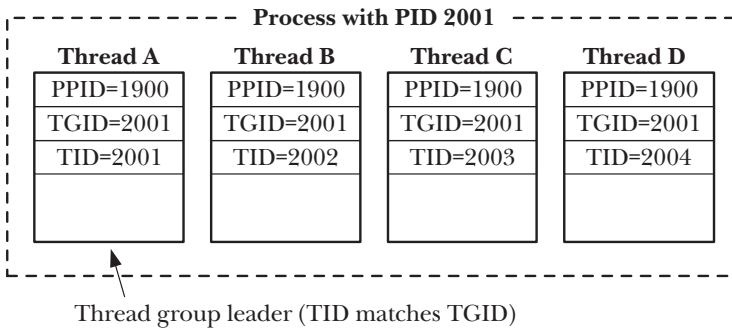 Process with PID 2001
Thread A Thread B Thread C Thread D
PPID=1900 PPID=1900 PPID=1900 PPID=1900
TGID=2001 TGID=2001 TGID=2001 TGID=2001
TID=2001 TID=2002 TID=2003 TID=2004
Thread group leader (TID matches TGID)